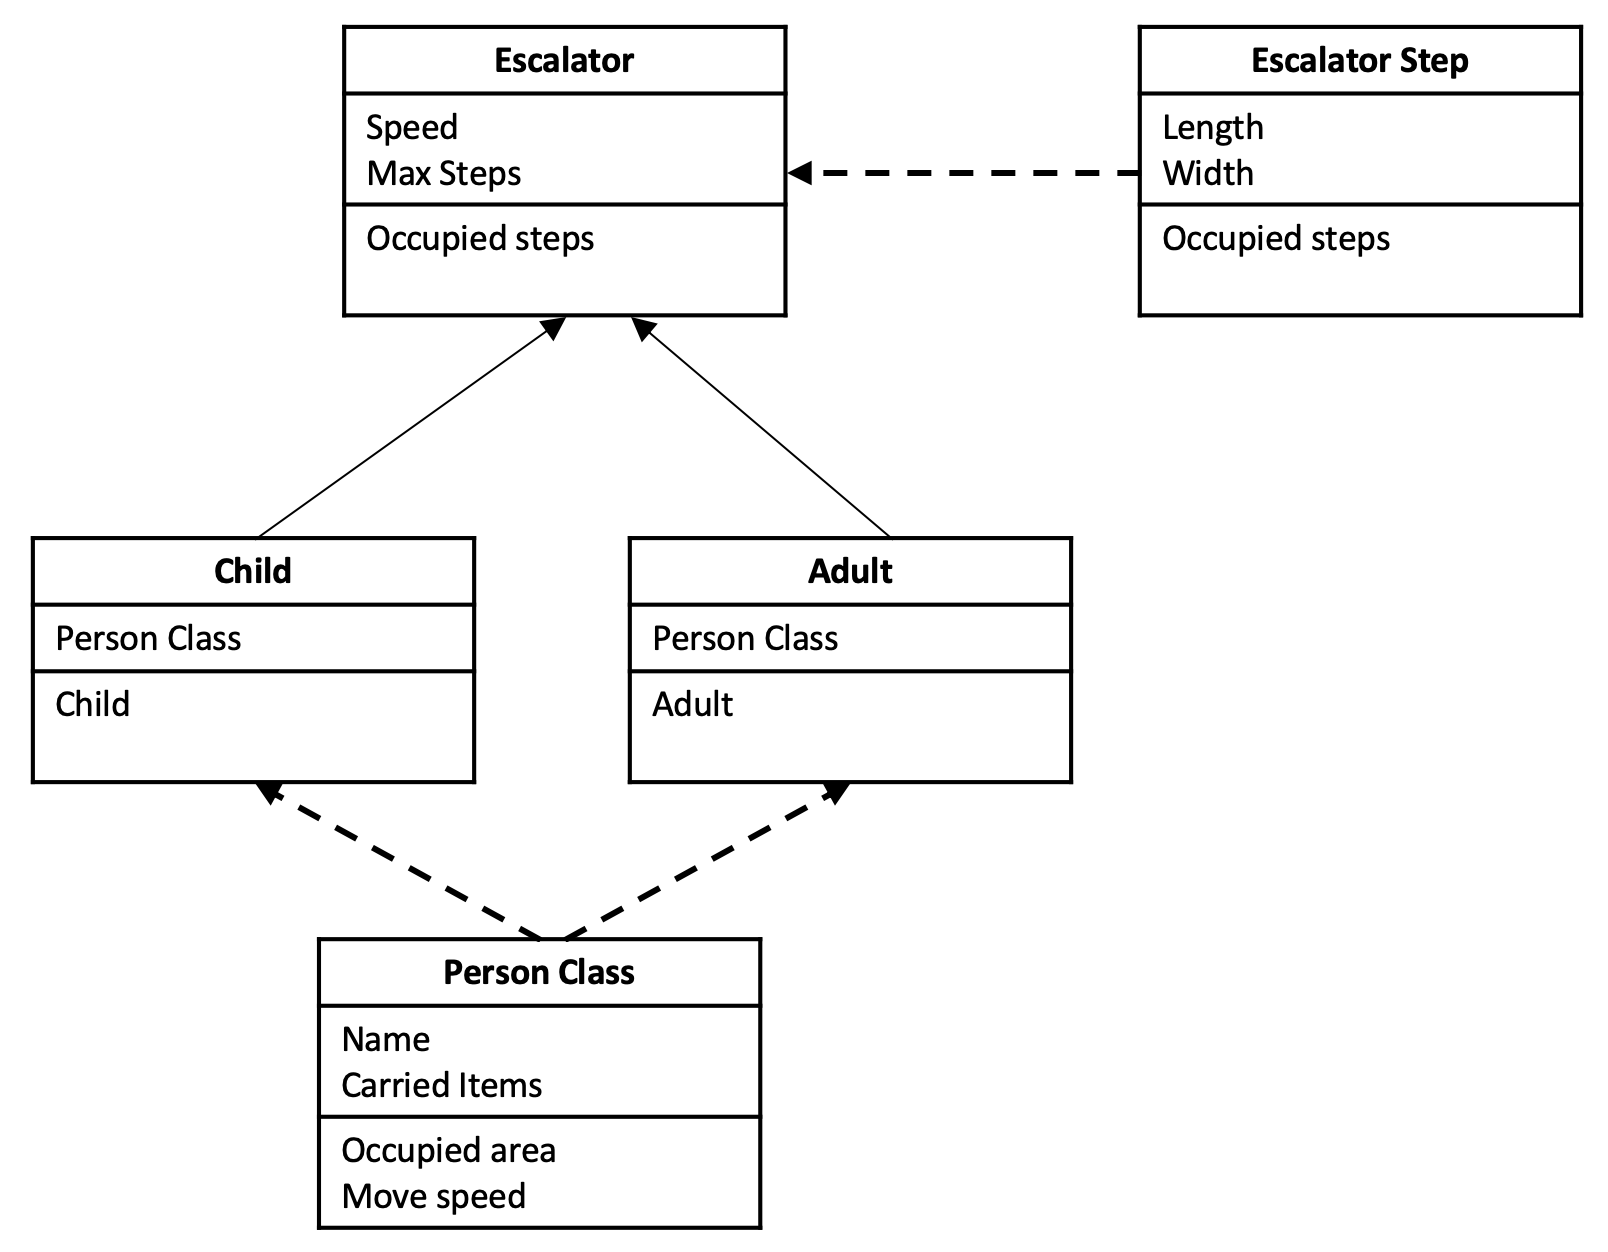 Escalator
Speed
Max Steps
Occupied steps
Escalator Step
Length
Width
Occupied steps
Child
Person Class
Child
Adult
Person Class
Adult
Person Class
Name
Carried Items
Occupied area
Move speed